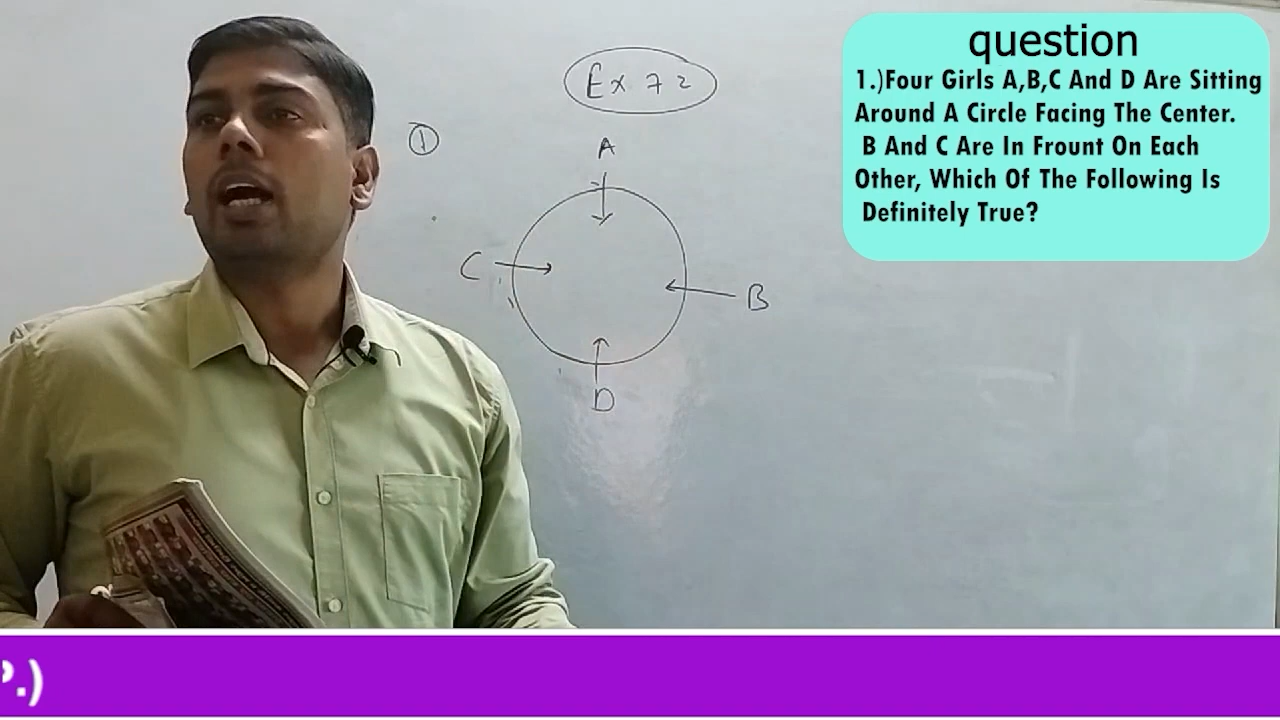 question
1.)Four Girls A,B,C And D Are Sitting
Around A Circle Facing The Center.
B And C Are In Frount On Each
Other, Which Of The Following Is
Definitely True?
Ex 72
1
A
C
B
D
P.)